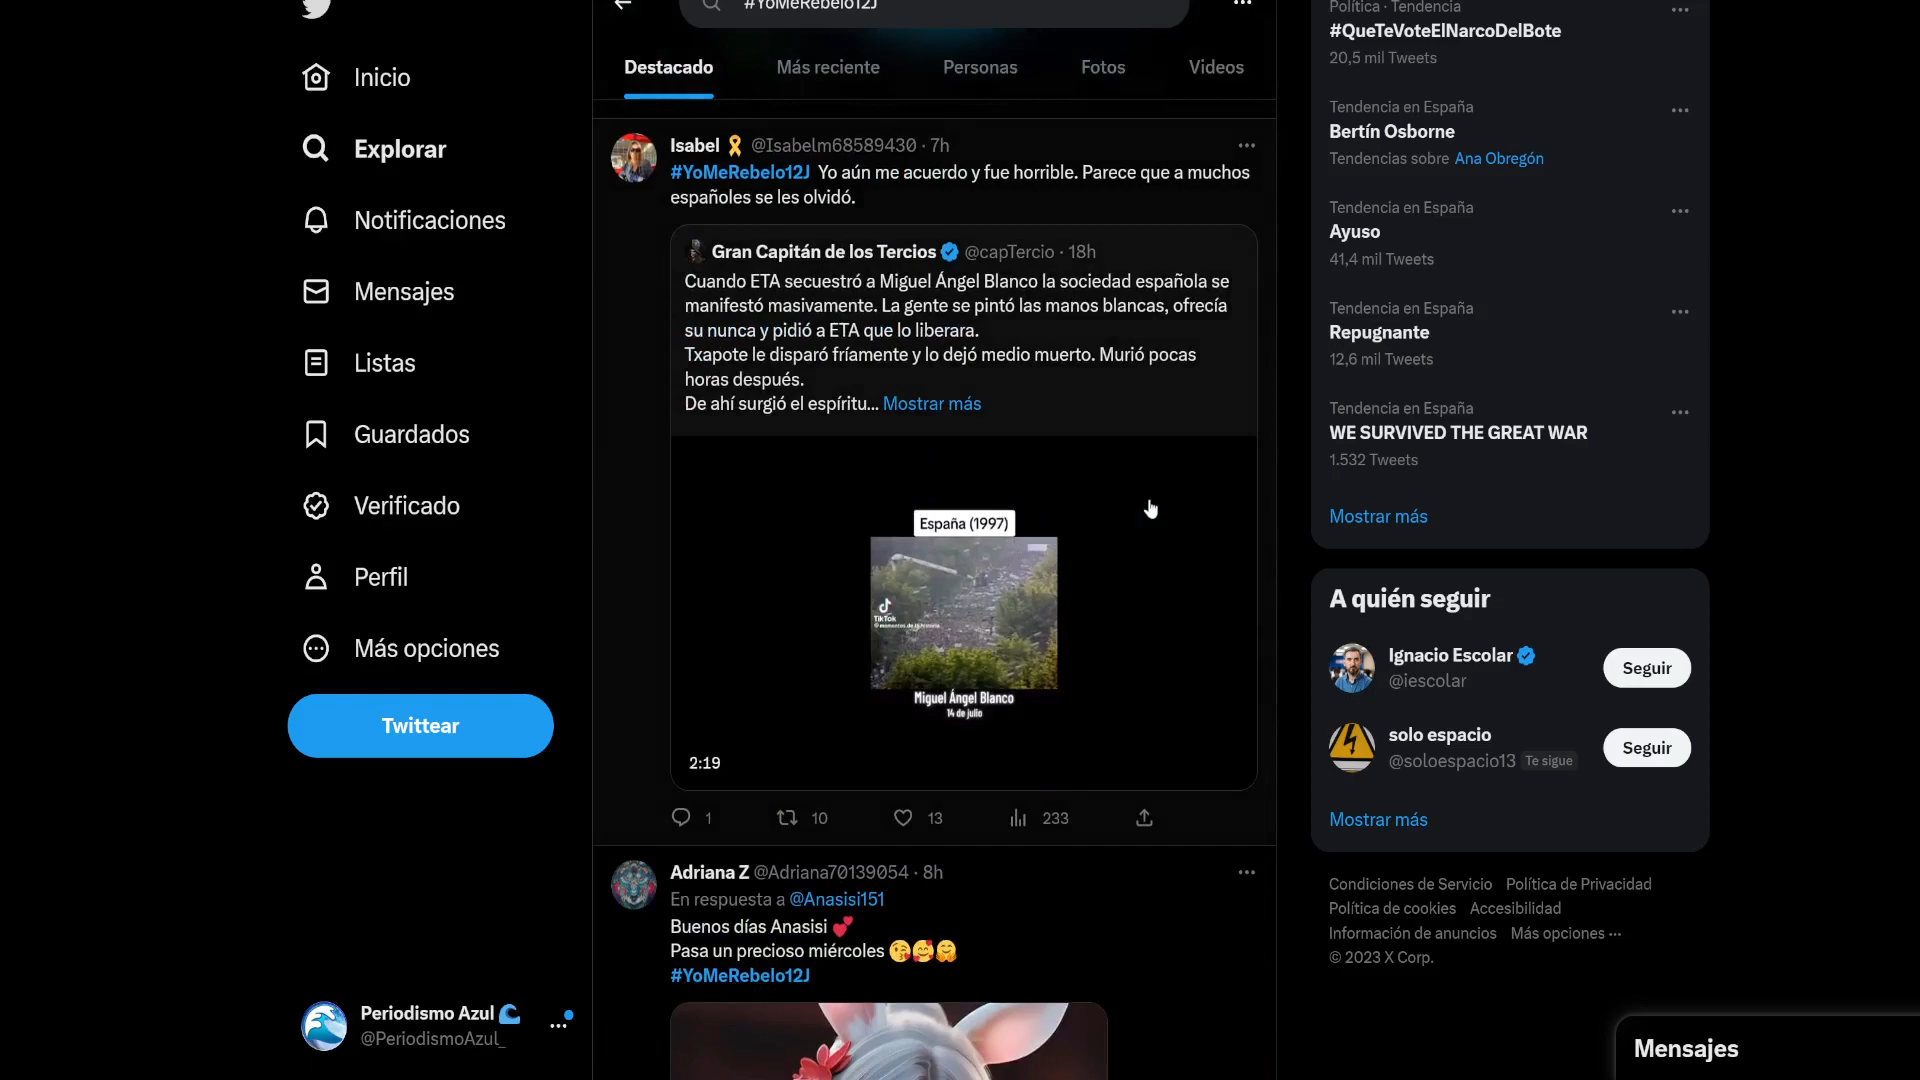 Inicio
Explorar
Notificaciones
Mensajes
Listas
Guardados
Verificado
Perfil
Más opciones
Twittear
Periodismo Azul
@PeriodismoAzul_
#YoMeRebelo12J
Destacado
Más reciente
Personas
Fotos
Videos
Isabel @Isabelm68589430 · 7h
#YoMeRebelo12J Yo aún me acuerdo y fue horrible. Parece que a muchos
españoles se les olvidó.
Gran Capitán de los Tercios @capTercio · 18h
Cuando ETA secuestró a Miguel Ángel Blanco la sociedad española se
manifestó masivamente. La gente se pintó las manos blancas, ofrecía
su nunca y pidió a ETA que lo liberara.
Txapote le disparó fríamente y lo dejó medio muerto. Murió pocas
horas después.
De ahí surgió el espíritu... Mostrar más
España (1997)
TikTok
@momentos.de.la.historia
Miguel Ángel Blanco
14 de julio
2:19
1
10
13
233
Adriana Z @Adriana70139054 · 8h
En respuesta a @Anasisi151
Buenos días Anasisi 💕
Pasa un precioso miércoles 😘🥰🤗
#YoMeRebelo12J
Política · Tendencia
#QueTeVoteElNarcoDelBote
20,5 mil Tweets
Tendencia en España
Bertín Osborne
Tendencias sobre Ana Obregón
Tendencia en España
Ayuso
41,4 mil Tweets
Tendencia en España
Repugnante
12,6 mil Tweets
Tendencia en España
WE SURVIVED THE GREAT WAR
1.532 Tweets
Mostrar más
A quién seguir
Ignacio Escolar
@iescolar
Seguir
solo espacio
@soloespacio13 Te sigue
Seguir
Mostrar más
Condiciones de Servicio Política de Privacidad
Política de cookies Accesibilidad
Información de anuncios Más opciones ···
© 2023 X Corp.
Mensajes